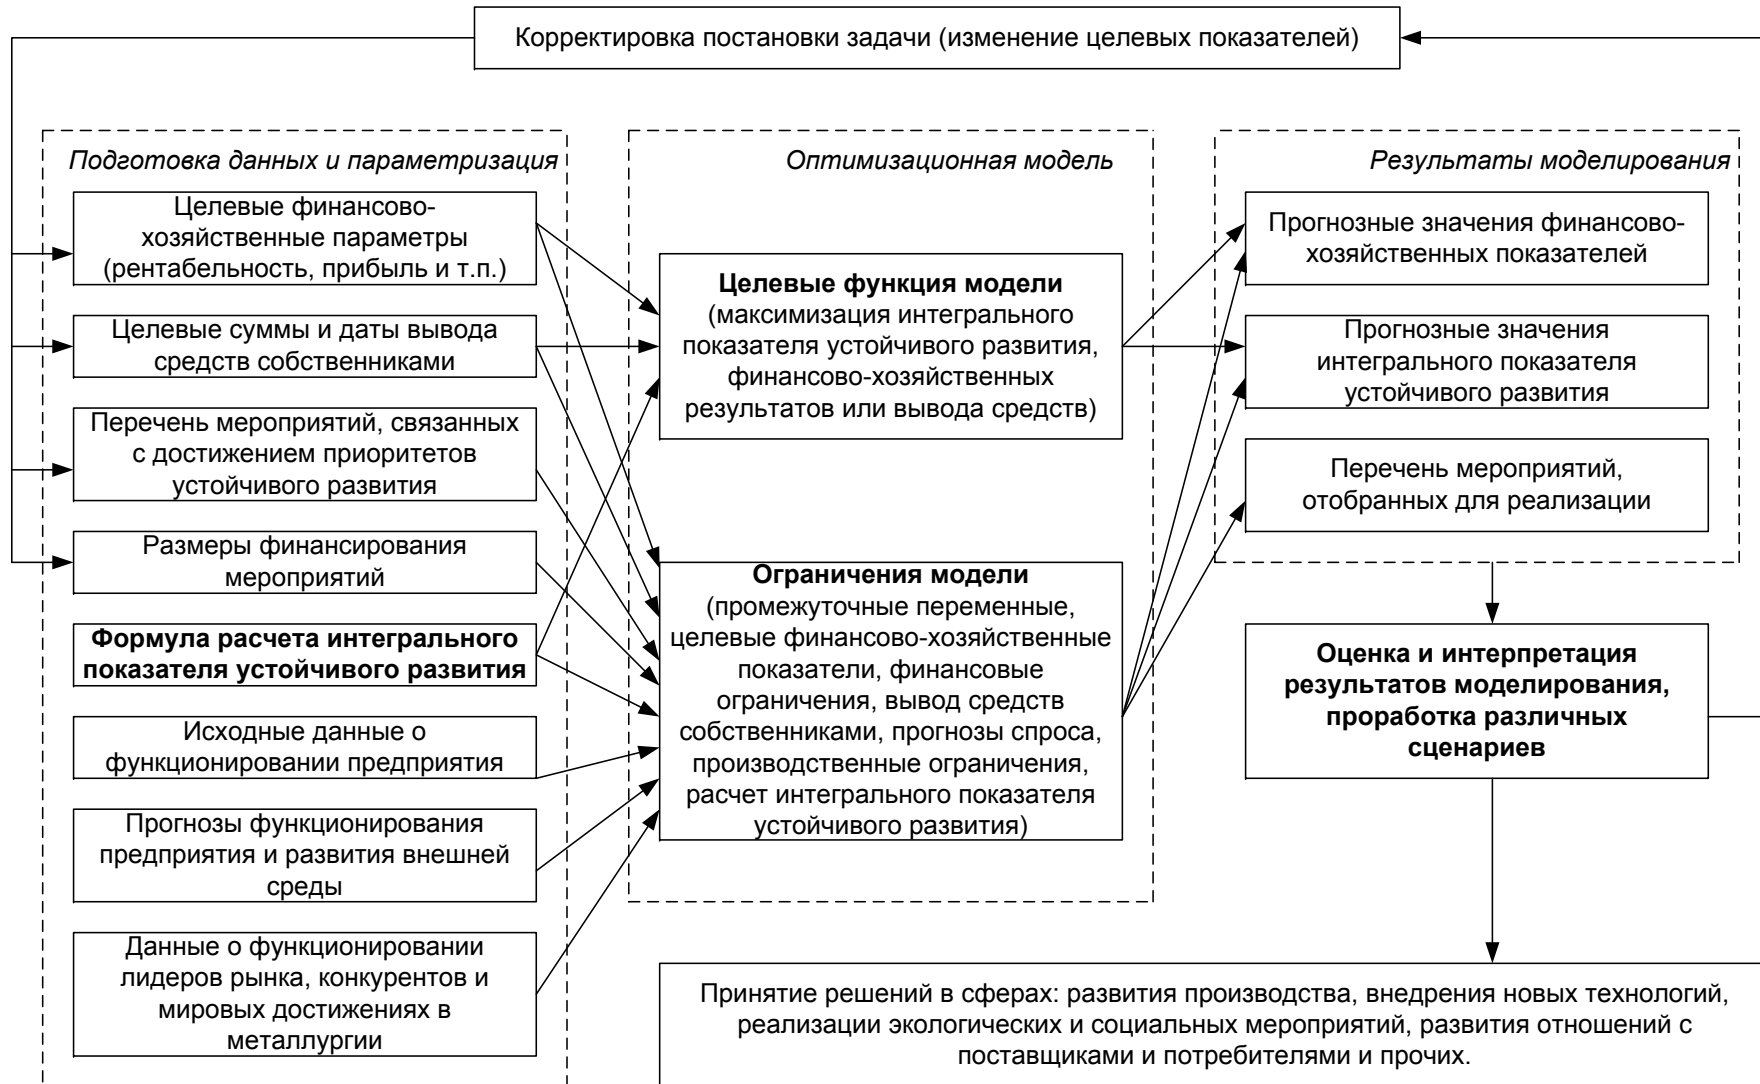 Корректировка постановки задачи (изменение целевых показателей)
Подготовка данных и параметризация
Целевые финансово-
хозяйственные параметры
(рентабельность, прибыль и т.п.)
Целевые суммы и даты вывода
средств собственниками
Перечень мероприятий, связанных
с достижением приоритетов
устойчивого развития
Размеры финансирования
мероприятий
Формула расчета интегрального
показателя устойчивого развития
Исходные данные о
функционировании предприятия
Прогнозы функционирования
предприятия и развития внешней
среды
Данные о функционировании
лидеров рынка, конкурентов и
мировых достижениях в
металлургии
Оптимизационная модель
Целевые функция модели
(максимизация интегрального
показателя устойчивого развития,
финансово-хозяйственных
результатов или вывода средств)
Ограничения модели
(промежуточные переменные,
целевые финансово-хозяйственные
показатели, финансовые
ограничения, вывод средств
собственниками, прогнозы спроса,
производственные ограничения,
расчет интегрального показателя
устойчивого развития)
Результаты моделирования
Прогнозные значения финансово-
хозяйственных показателей
Прогнозные значения
интегрального показателя
устойчивого развития
Перечень мероприятий,
отобранных для реализации
Оценка и интерпретация
результатов моделирования,
проработка различных
сценариев
Принятие решений в сферах: развития производства, внедрения новых технологий,
реализации экологических и социальных мероприятий, развития отношений с
поставщиками и потребителями и прочих.